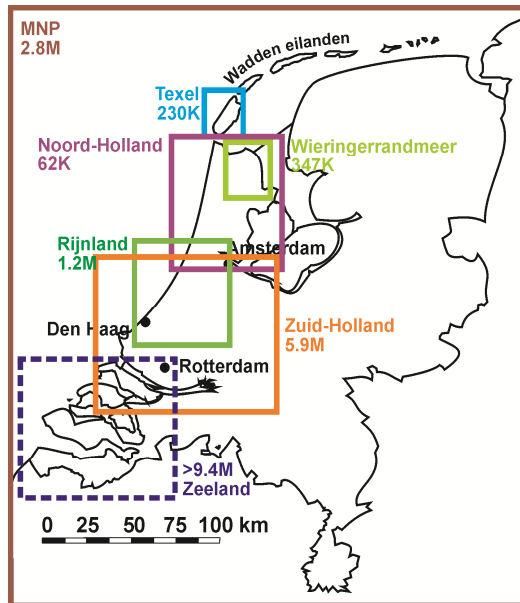 MNP
2.8M
Wadden eilanden
Texel
230K
Noord-Holland
62K
Wieringerrandmeer
347K
Rijnland
1.2M
Amsterdam
Den Haag
Zuid-Holland
5.9M
Rotterdam
>9.4M
Zeeland
0 25 50 75 100 km